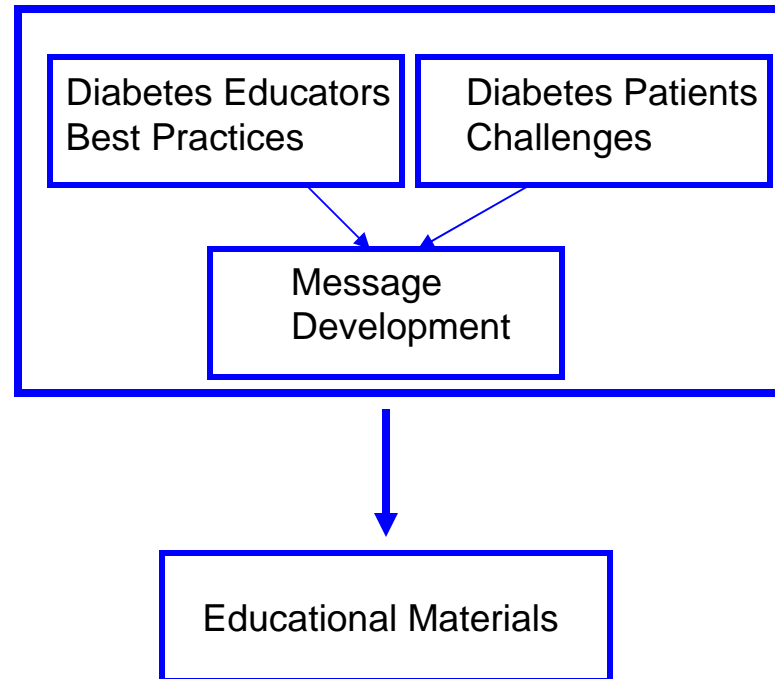 Diabetes Educators
Best Practices
Diabetes Patients
Challenges
Message
Development
Educational Materials